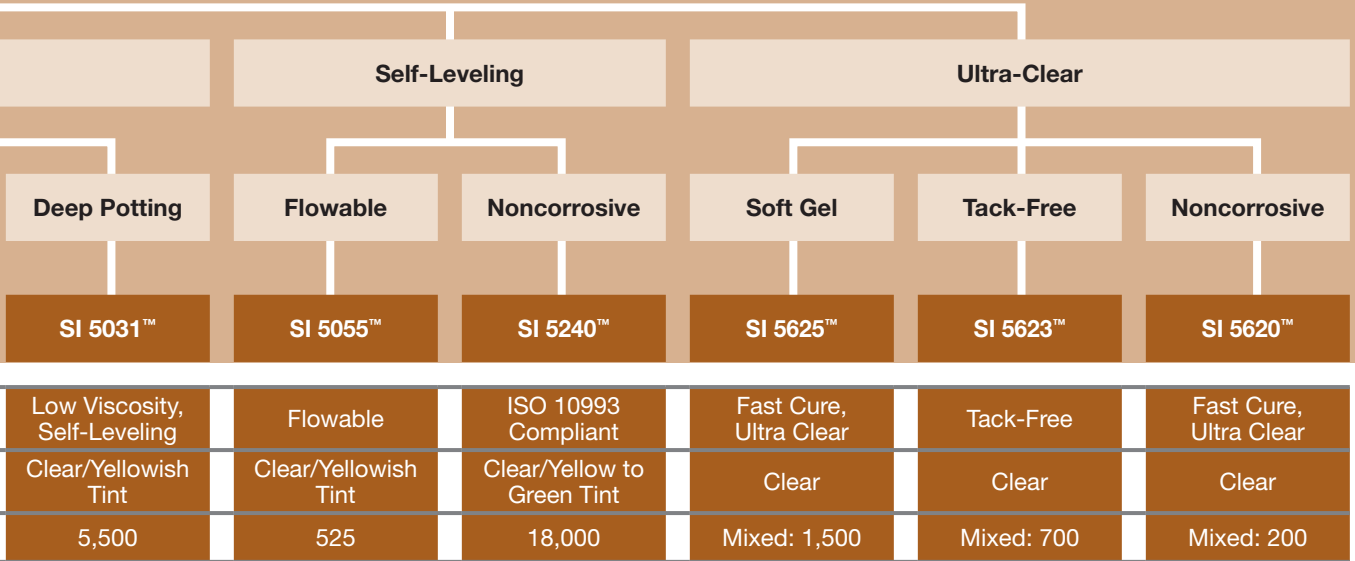 Self-Leveling
Ultra-Clear
Deep Potting
Flowable
Noncorrosive
Soft Gel
Tack-Free
Noncorrosive
SI 5031™
SI 5055™
SI 5240™
SI 5625™
SI 5623™
SI 5620™
Low Viscosity,
Self-Leveling
Flowable
ISO 10993
Compliant
Fast Cure,
Ultra Clear
Tack-Free
Fast Cure,
Ultra Clear
Clear/Yellowish
Tint
Clear/Yellowish
Tint
Clear/Yellow to
Green Tint
Clear
Clear
Clear
5,500
525
18,000
Mixed: 1,500
Mixed: 700
Mixed: 200